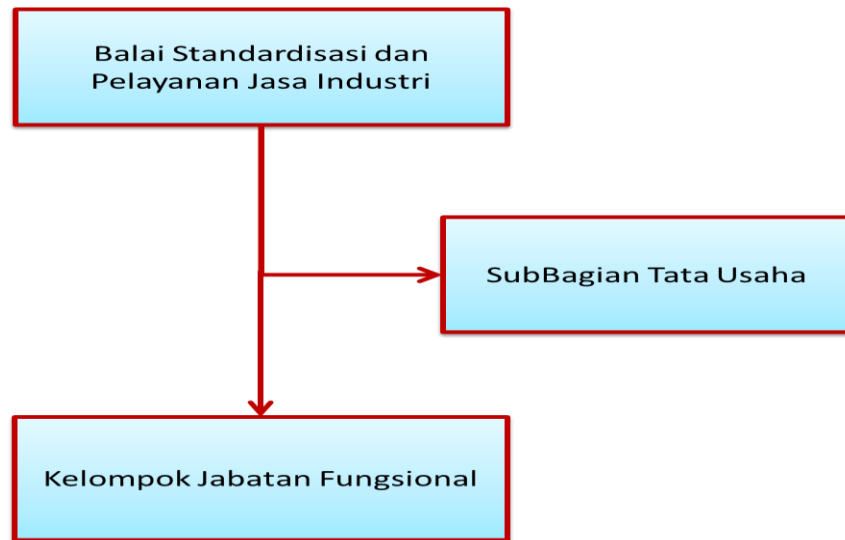 Balai Standardisasi dan
Pelayanan Jasa Industri
SubBagian Tata Usaha
Kelompok Jabatan Fungsional